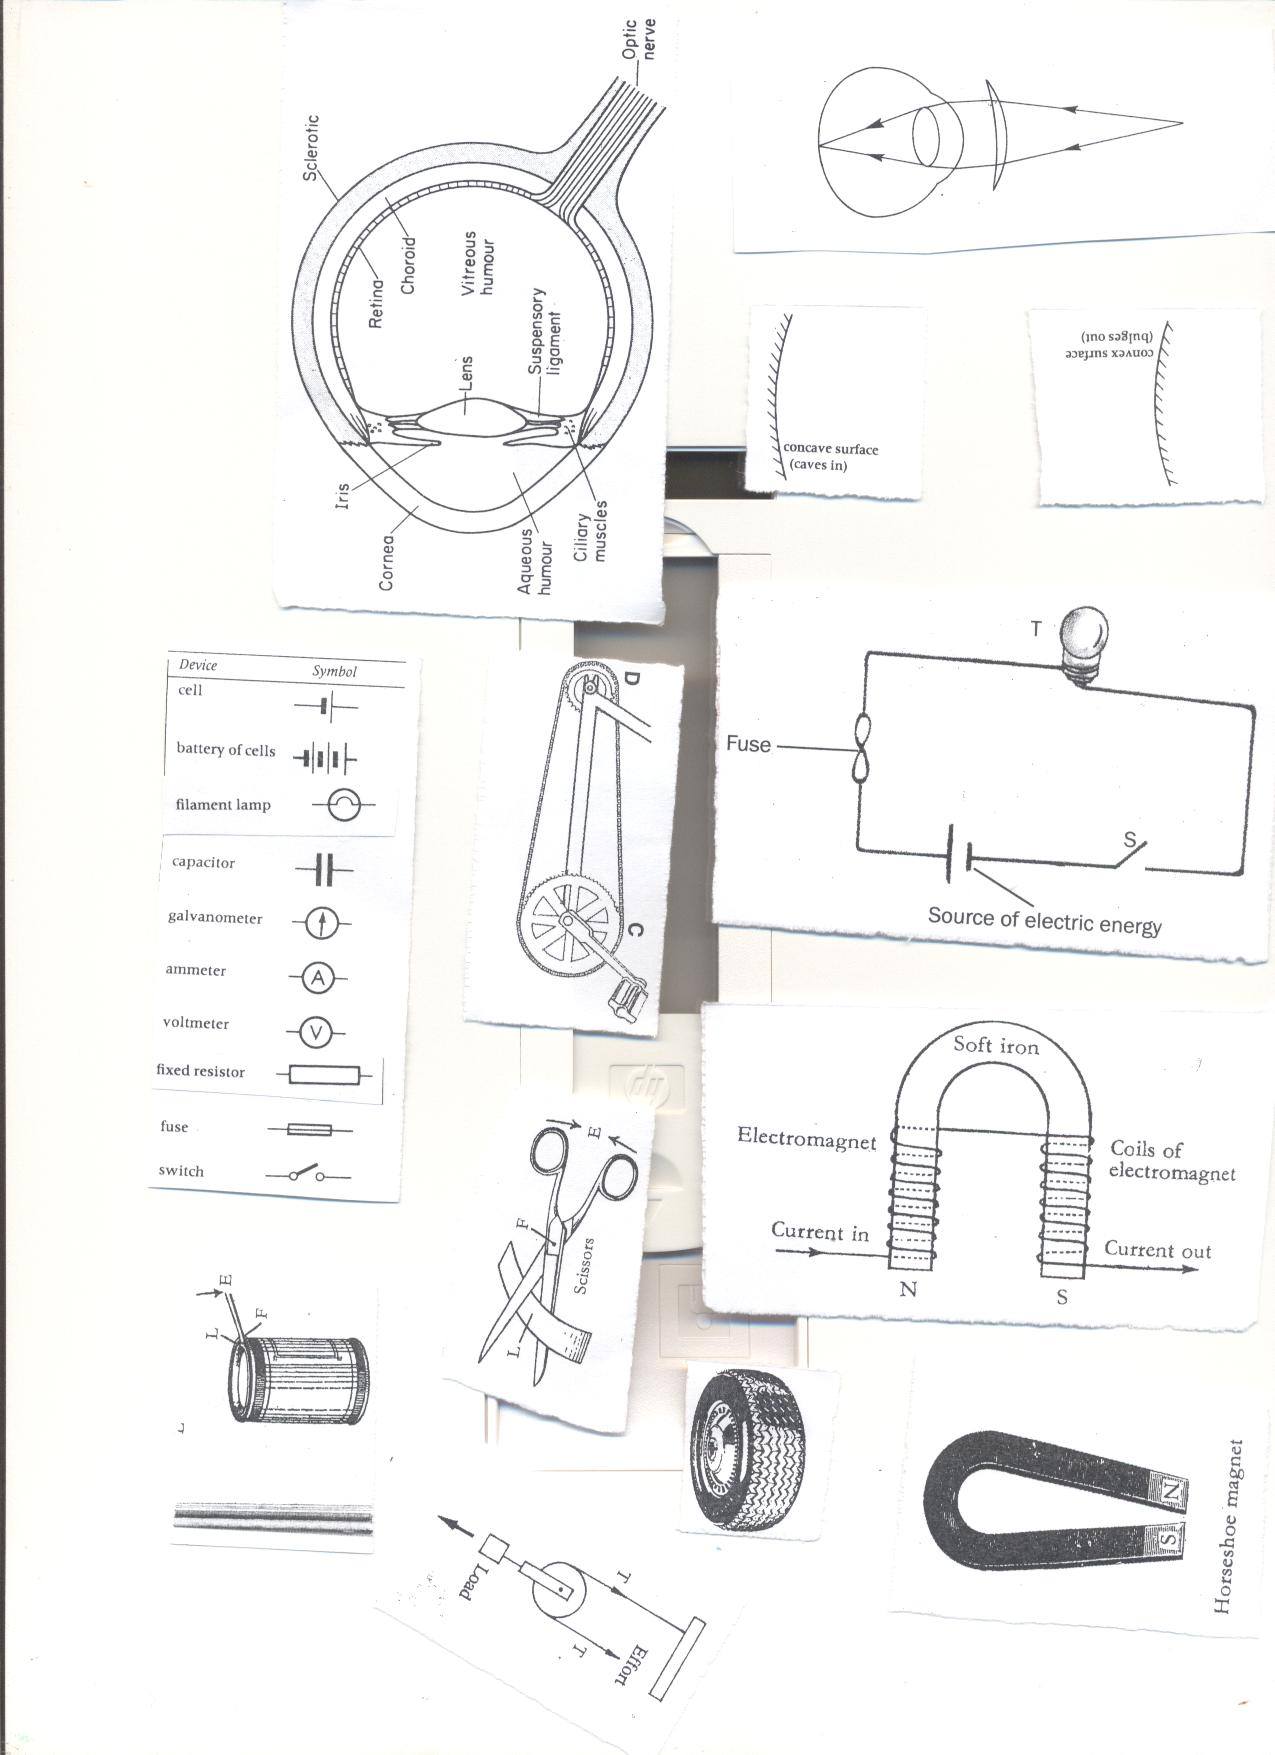 Sclerotic
Optic
nerve
Retina
Choroid
Vitreous
humour
Lens
Suspensory
ligament
Iris
Cornea
Aqueous
humour
Ciliary
muscles
concave surface
(caves in)
convex surface
(bulges out)
Device Symbol
cell
battery of cells
filament lamp
capacitor
galvanometer
ammeter A
voltmeter V
fixed resistor
fuse
switch
D
C
T
Fuse
S
Source of electric energy
Soft iron
Electromagnet
Coils of
electromagnet
Current in
Current out
N
S
hp
E
F
L
Scissors
E
F
L
L
Load
T
T
Effort
N
S
Horseshoe magnet